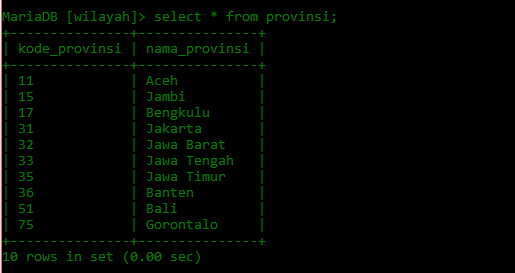 MariaDB [wilayah]> select * from provinsi;
+---------------+---------------+
| kode_provinsi | nama_provinsi |
+---------------+---------------+
| 11            | Aceh          |
| 15            | Jambi         |
| 17            | Bengkulu      |
| 31            | Jakarta       |
| 32            | Jawa Barat    |
| 33            | Jawa Tengah   |
| 35            | Jawa Timur    |
| 36            | Banten        |
| 51            | Bali          |
| 75            | Gorontalo     |
+---------------+---------------+
10 rows in set (0.00 sec)